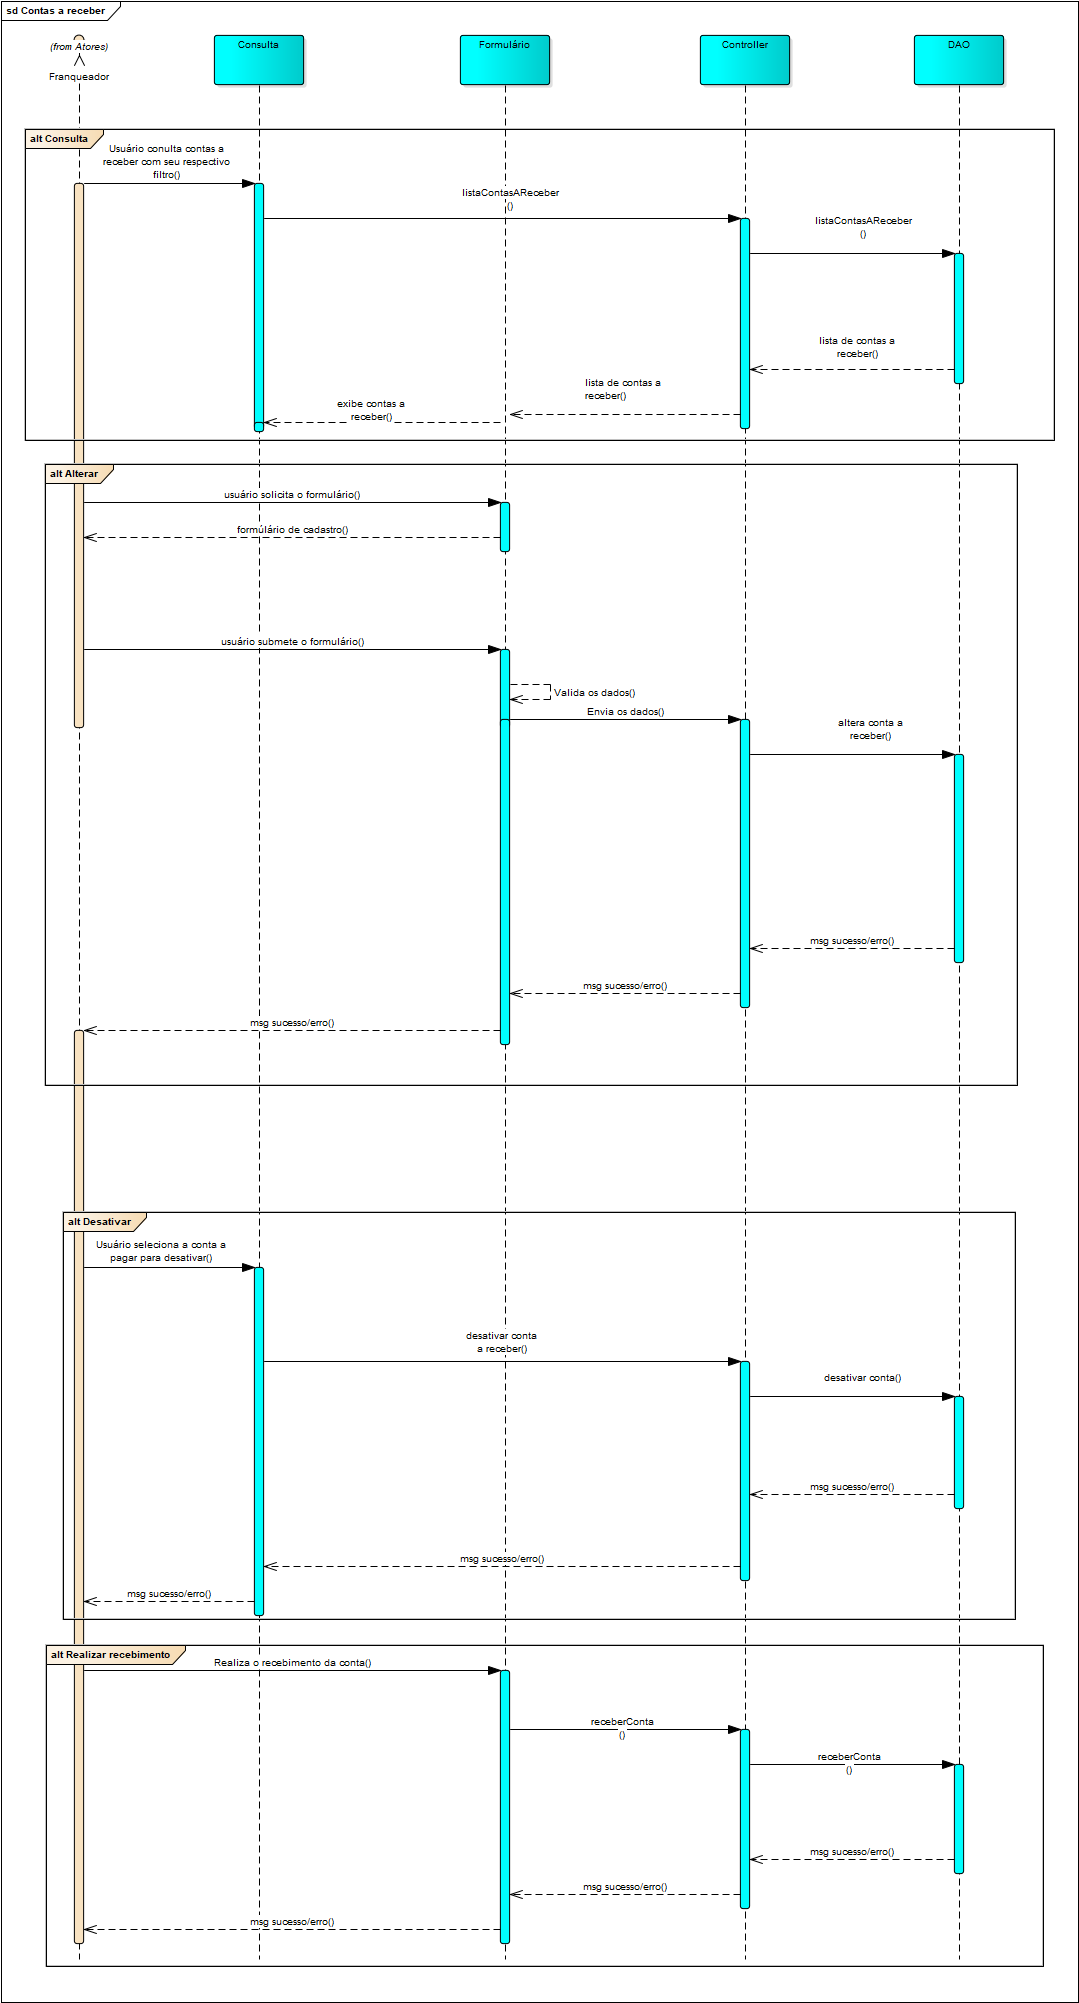 sd Contas a receber
(from Atores)
Franqueador
Consulta
Formulário
Controller
DAO
alt Consulta
Usuário conulta contas a
receber com seu respectivo
filtro()
listaContasAReceber
()
listaContasAReceber
()
lista de contas a
receber()
lista de contas a
receber()
exibe contas a
receber()
alt Alterar
usuário solicita o formulário()
formulário de cadastro()
usuário submete o formulário()
Valida os dados()
Envia os dados()
altera conta a
receber()
msg sucesso/erro()
msg sucesso/erro()
msg sucesso/erro()
alt Desativar
Usuário seleciona a conta a
pagar para desativar()
desativar conta
a receber()
desativar conta()
msg sucesso/erro()
msg sucesso/erro()
msg sucesso/erro()
alt Realizar recebimento
Realiza o recebimento da conta()
receberConta
()
receberConta
()
msg sucesso/erro()
msg sucesso/erro()
msg sucesso/erro()